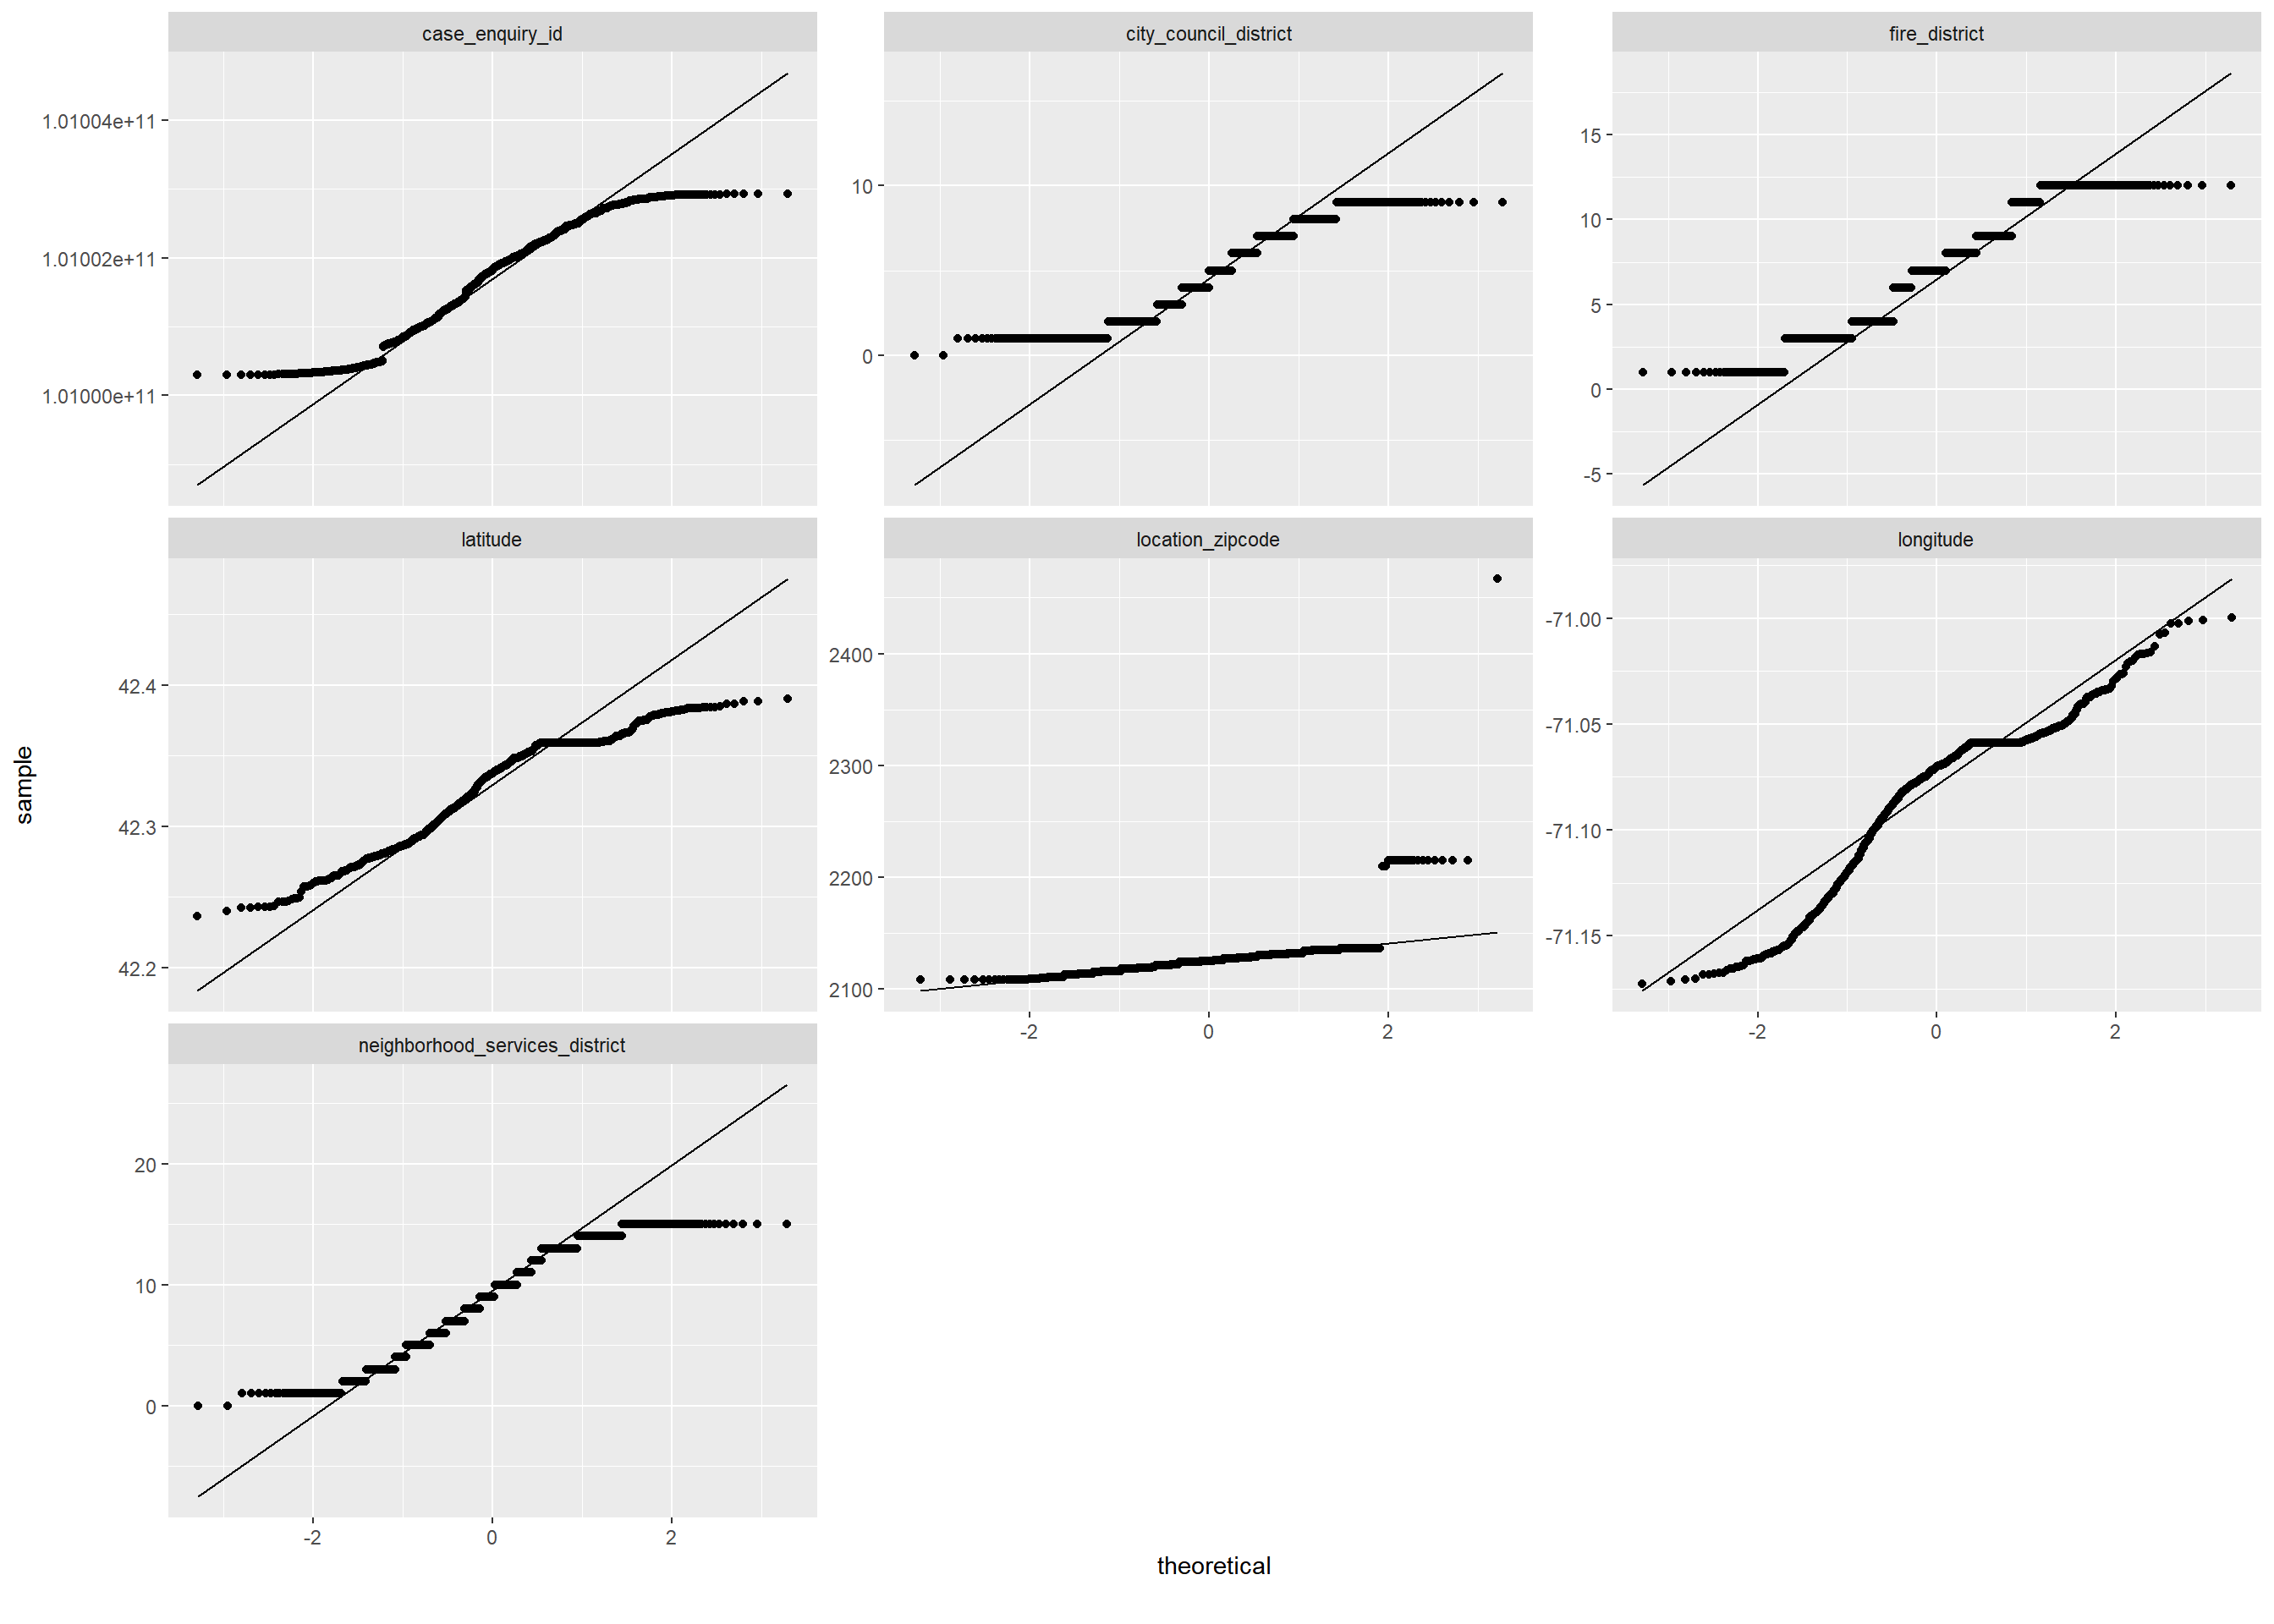 case_enquiry_id
city_council_district
fire_district
1.01004e+11
1.01002e+11
1.01000e+11
10
0
15
10
5
0
-5
latitude
location_zipcode
longitude
42.4
42.3
42.2
2400
2300
2200
2100
-71.00
-71.05
-71.10
-71.15
-2 0 2
-2 0 2
neighborhood_services_district
20
10
0
-2 0 2
sample
theoretical